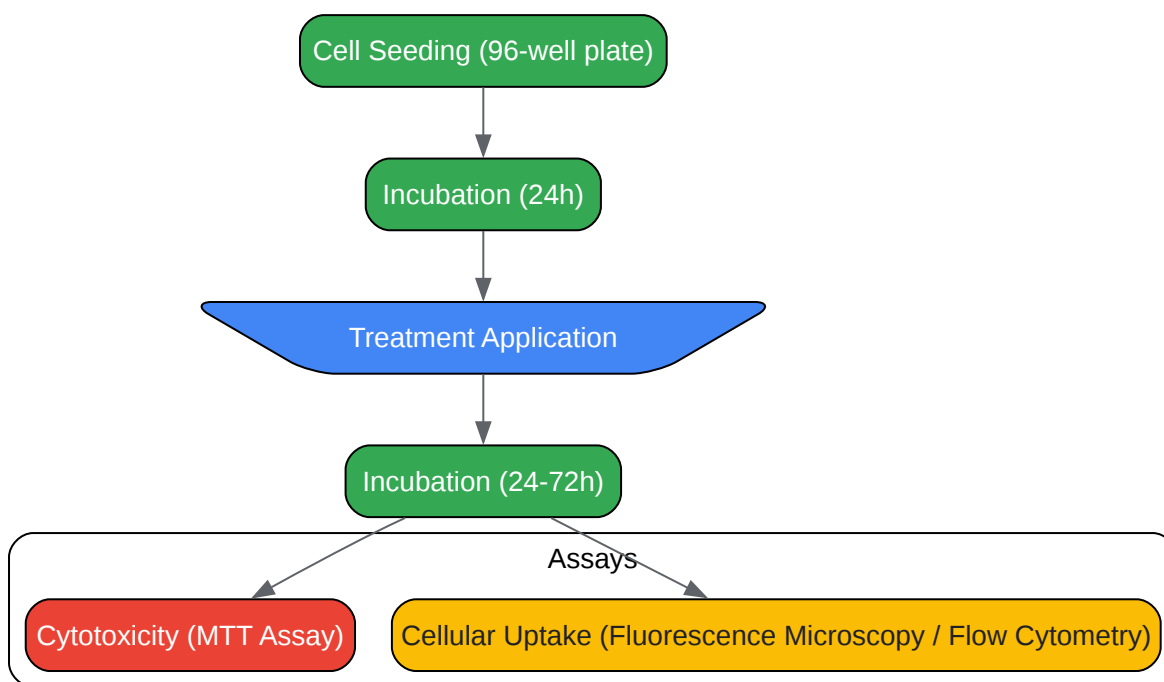 Cell Seeding (96-well plate)
Incubation (24h)
Treatment Application
Incubation (24-72h)
Assays
Cytotoxicity (MTT Assay)
Cellular Uptake (Fluorescence Microscopy / Flow Cytometry)